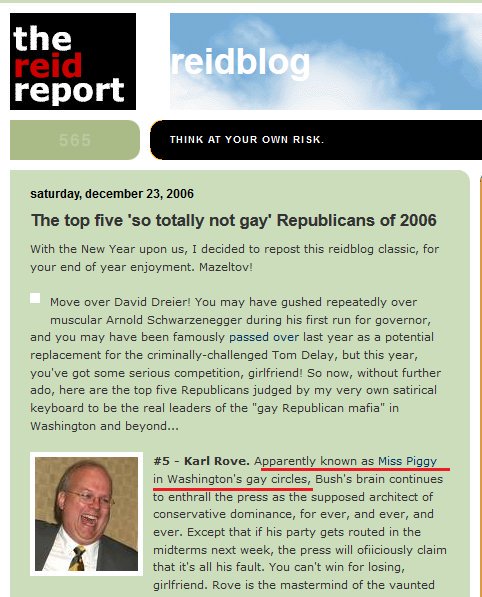 the
reid
report
reidblog
565
THINK AT YOUR OWN RISK.
saturday, december 23, 2006
The top five 'so totally not gay' Republicans of 2006
With the New Year upon us, I decided to repost this reidblog classic, for
your end of year enjoyment. Mazeltov!
Move over David Dreier! You may have gushed repeatedly over
muscular Arnold Schwarzenegger during his first run for governor,
and you may have been famously passed over last year as a potential
replacement for the criminally-challenged Tom Delay, but this year,
you've got some serious competition, girlfriend! So now, without further
ado, here are the top five Republicans judged by my very own satirical
keyboard to be the real leaders of the "gay Republican mafia" in
Washington and beyond...
#5 - Karl Rove. Apparently known as Miss Piggy
in Washington's gay circles, Bush's brain continues
to enthrall the press as the supposed architect of
conservative dominance, for ever, and ever, and
ever. Except that if his party gets routed in the
midterms next week, the press will ofiiciously claim
that it's all his fault. You can't win for losing,
girlfriend. Rove is the mastermind of the vaunted